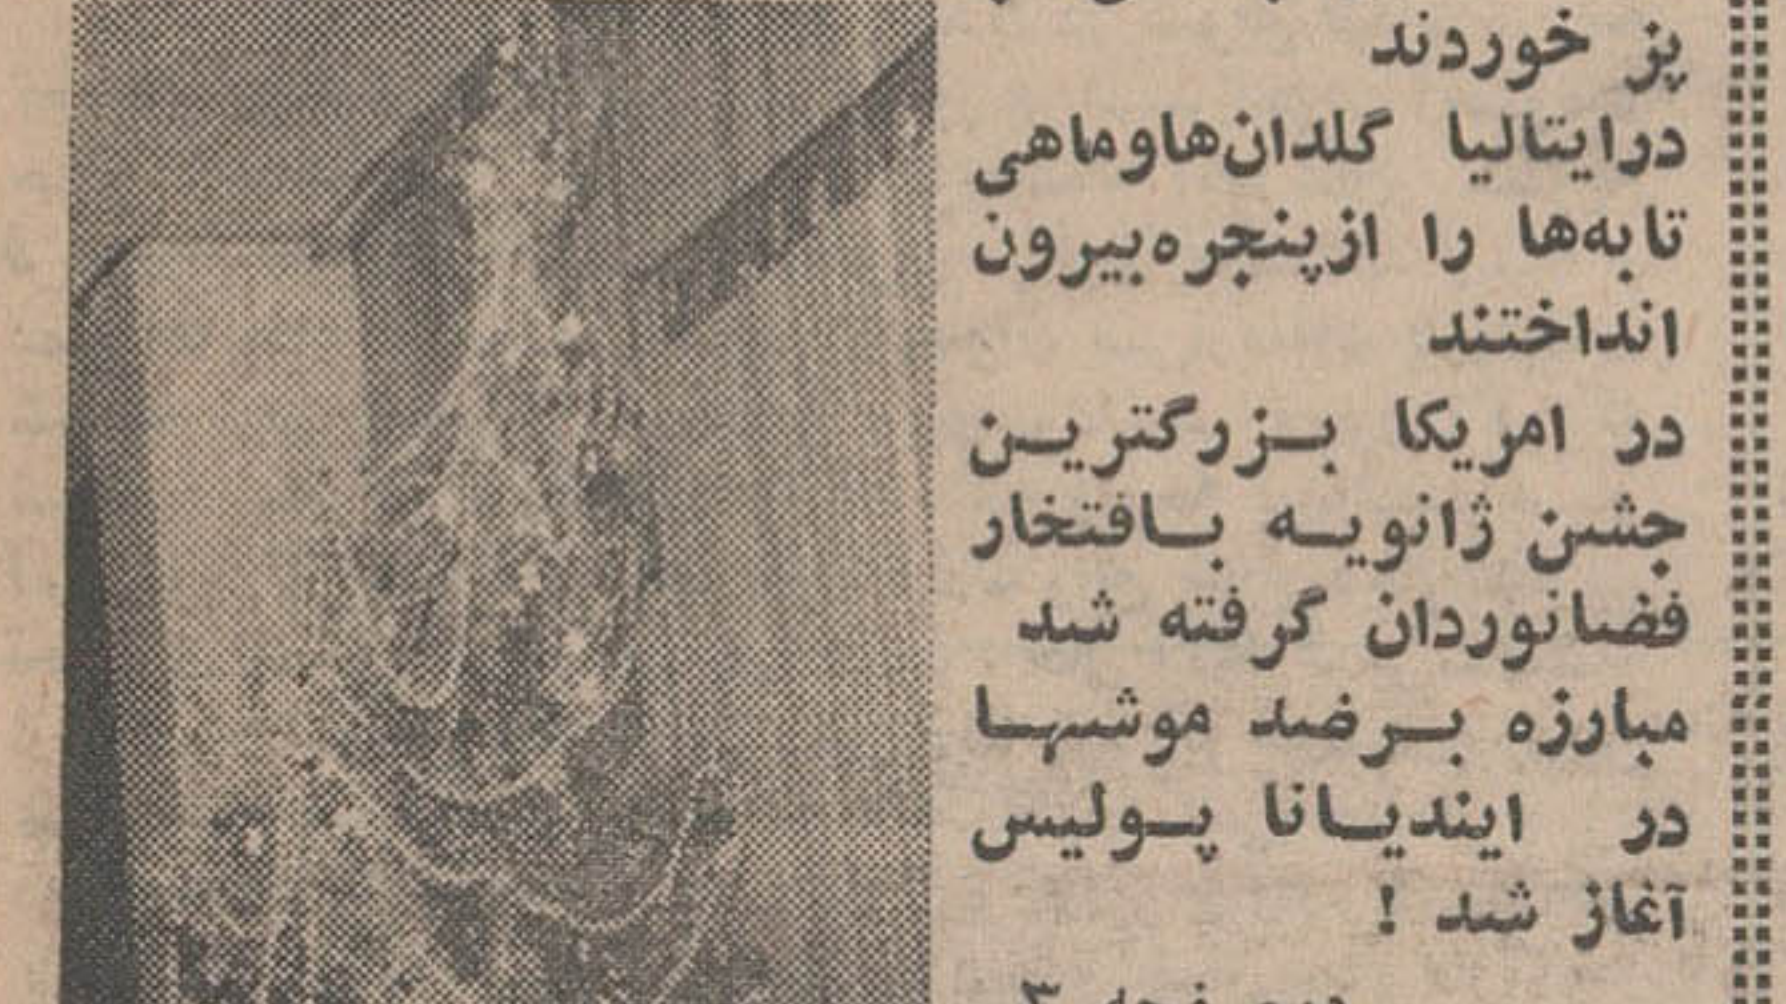 پز خوردند
درایتالیا گلدان‌هاوماهی
تابه‌ها را ازپنجره‌بیرون
انداختند
در امریکا بـزرگتریـن
جشن ژانویـه بـافتخار
فضانوردان گرفته شد
مبارزه بـرضد موشهـا
در ایندیـانا پـولیس
آغاز شد !